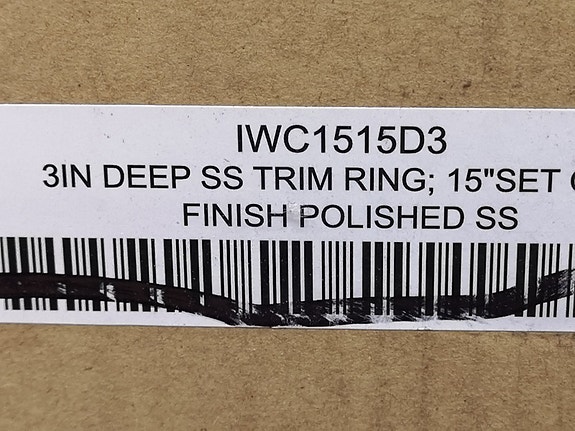 IWC1515D3
3IN DEEP SS TRIM RING; 15"SET
FINISH POLISHED SS